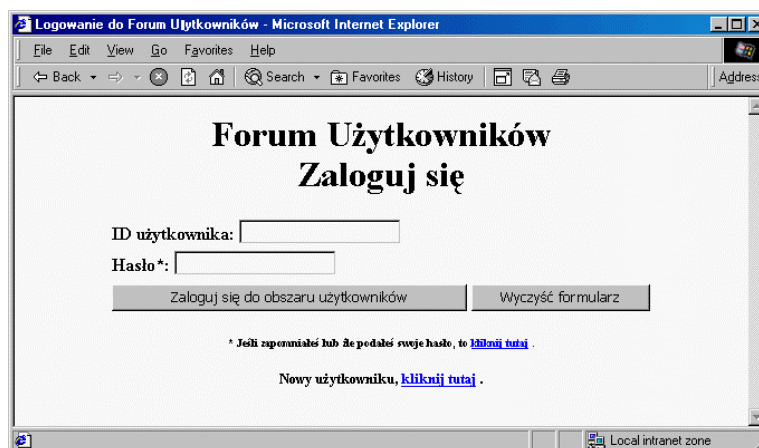 Logowanie do Forum Ulytkowników - Microsoft Internet Explorer
File Edit View Go Favorites Help
Back Search Favorites History Address
Forum Użytkowników
Zaloguj się
ID użytkownika:
Hasło*:
Zaloguj się do obszaru użytkowników Wyczyść formularz
* Jeśli zapomniałeś lub źle podałeś swoje hasło, to kliknij tutaj .
Nowy użytkowniku, kliknij tutaj .
Local intranet zone